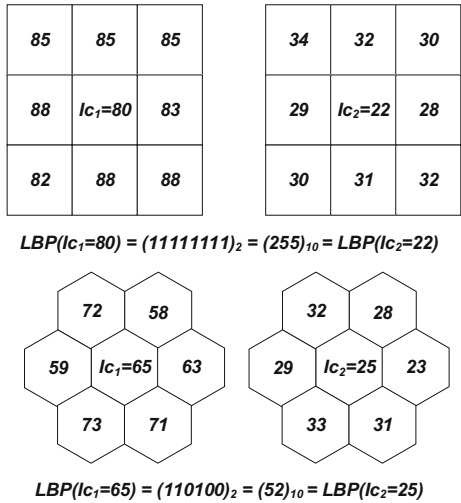 85 85 85
88 Ic₁=80 83
82 88 88
34 32 30
29 Ic₂=22 28
30 31 32
LBP(Ic₁=80) = (11111111)₂ = (255)₁₀ = LBP(Ic₂=22)
72 58
59 Ic₁=65 63
73 71
32 28
29 Ic₂=25 23
33 31
LBP(Ic₁=65) = (110100)₂ = (52)₁₀ = LBP(Ic₂=25)